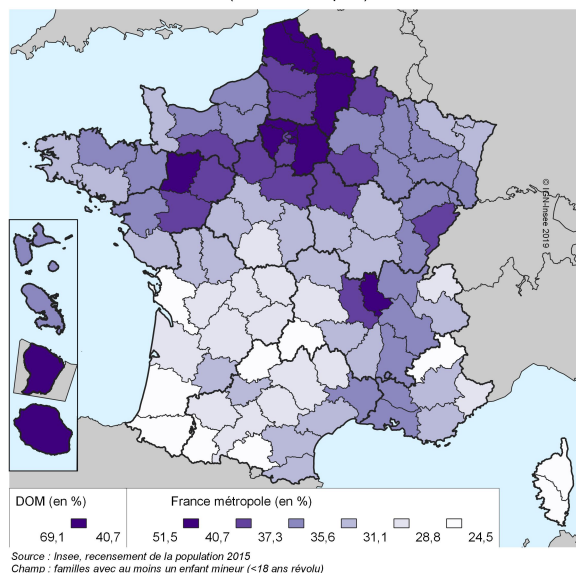 © IGN-Insee 2019
DOM (en %)
France métropole (en %)
69,1 40,7
51,5 40,7 37,3 35,6 31,1 28,8 24,5
Source : Insee, recensement de la population 2015
Champ : familles avec au moins un enfant mineur (<18 ans révolu)